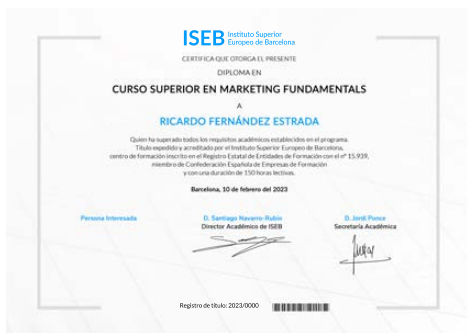 ISEB Instituto Superior
Europeo de Barcelona
CERTIFICA QUE OTORGA EL PRESENTE
DIPLOMA EN
CURSO SUPERIOR EN MARKETING FUNDAMENTALS
A
RICARDO FERNÁNDEZ ESTRADA
Quien ha superado todos los requisitos académicos establecidos en el programa.
Título expedido y acreditado por el Instituto Superior Europeo de Barcelona,
centro de formación inscrito en el Registro Estatal de Entidades de Formación con el nº 15.939,
miembro de Confederación Española de Empresas de Formación
y con una duración de 150 horas lectivas.
Barcelona, 10 de febrero del 2023
Persona Interesada
D. Santiago Navarro-Rubio
Director Académico de ISEB
D. Jordi Ponce
Secretaría Académica
Registro de título: 2023/0000